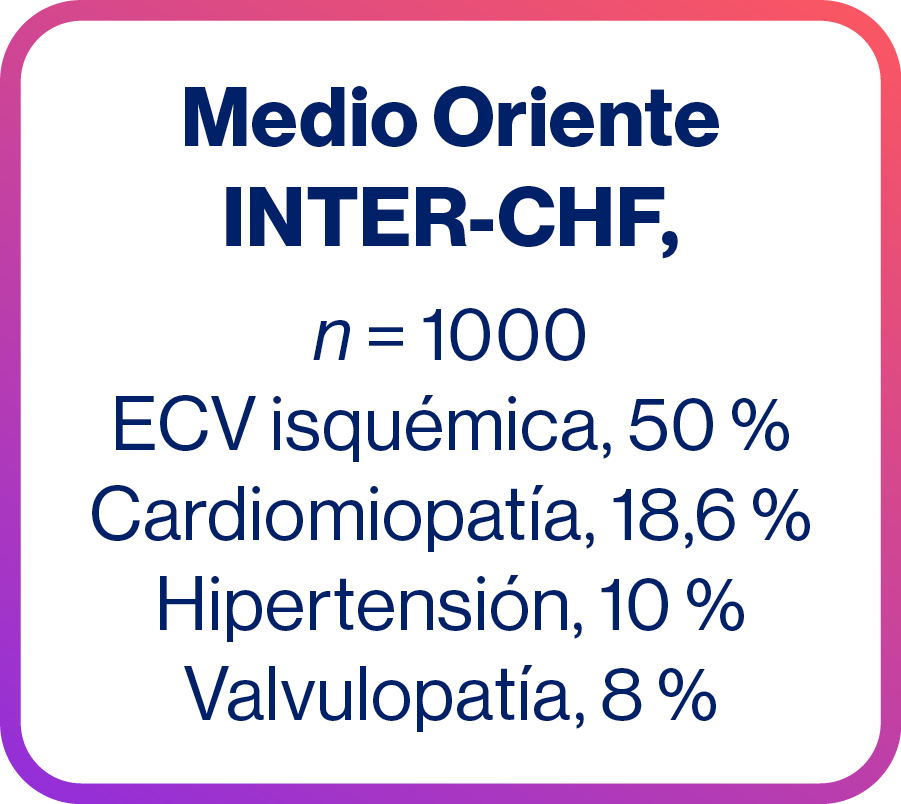 Medio Oriente
INTER-CHF,
n = 1000
ECV isquémica, 50 %
Cardiomiopatía, 18,6 %
Hipertensión, 10 %
Valvulopatía, 8 %